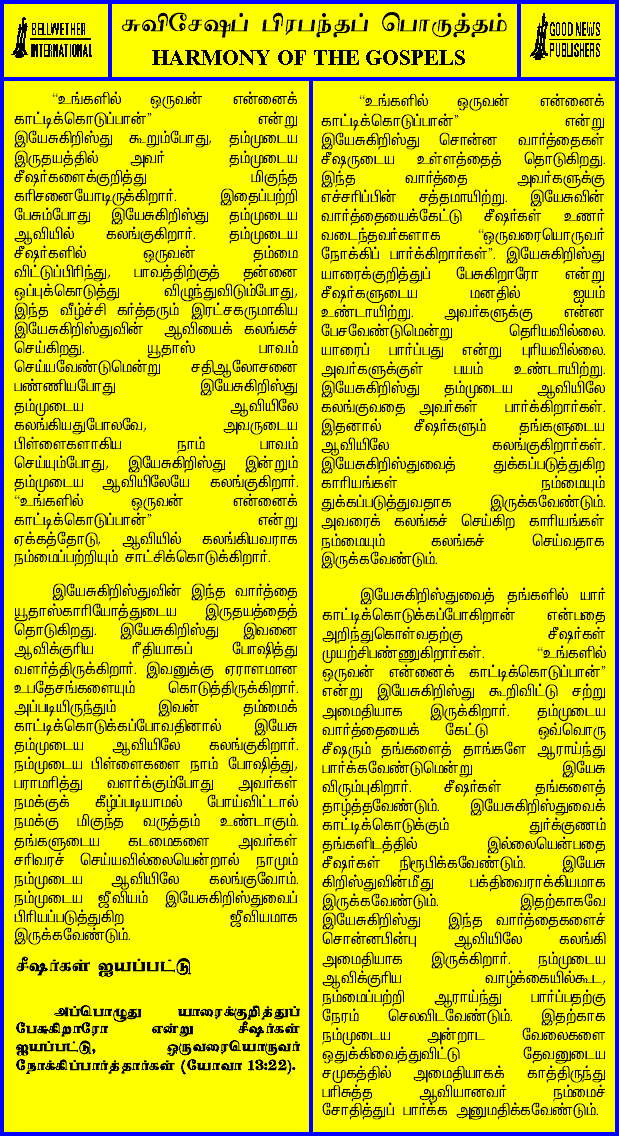 BELLWETHER
INTERNATIONAL
சுவிசேஷப் பிரபந்தப் பொருத்தம்
HARMONY OF THE GOSPELS
GOOD NEWS
PUBLISHERS
“உங்களில் ஒருவன் என்னைக்
காட்டிக்கொடுப்பான்” என்று
இயேசுகிறிஸ்து கூறும்போது, தம்முடைய
இருதயத்தில் அவர் தம்முடைய
சீஷர்களைக்குறித்து மிகுந்த
கரிசனையோடிருக்கிறார். இதைப்பற்றி
பேசும்போது இயேசுகிறிஸ்து தம்முடைய
ஆவியில் கலங்குகிறார். தம்முடைய
சீஷர்களில் ஒருவன் தம்மை
விட்டுப்பிரிந்து, பாவத்திற்குத் தன்னை
ஒப்புக்கொடுத்து விழுந்துவிடும்போது,
இந்த வீழ்ச்சி கர்த்தரும் இரட்சகருமாகிய
இயேசுகிறிஸ்துவின் ஆவியைக் கலங்கச்
செய்கிறது. யூதாஸ் பாவம்
செய்யவேண்டுமென்று சதிஆலோசனை
பண்ணியபோது இயேசுகிறிஸ்து
தம்முடைய ஆவியிலே
கலங்கியதுபோலவே, அவருடைய
பிள்ளைகளாகிய நாம் பாவம்
செய்யும்போது, இயேசுகிறிஸ்து இன்றும்
தம்முடைய ஆவியிலேயே கலங்குகிறார்.
“உங்களில் ஒருவன் என்னைக்
காட்டிக்கொடுப்பான்” என்று
ஏக்கத்தோடு, ஆவியில் கலங்கியவராக
நம்மைப்பற்றியும் சாட்சிக்கொடுக்கிறார்.
இயேசுகிறிஸ்துவின் இந்த வார்த்தை
யூதாஸ்காரியோத்துடைய இருதயத்தைத்
தொடுகிறது. இயேசுகிறிஸ்து இவனை
ஆவிக்குரிய ரீதியாகப் போஷித்து
வளர்த்திருக்கிறார். இவனுக்கு ஏராளமான
உபதேசங்களையும் கொடுத்திருக்கிறார்.
அப்படியிருந்தும் இவன் தம்மைக்
காட்டிக்கொடுக்கப்போவதினால் இயேசு
தம்முடைய ஆவியிலே கலங்குகிறார்.
நம்முடைய பிள்ளைகளை நாம் போஷித்து,
பராமரித்து வளர்க்கும்போது அவர்கள்
நமக்குக் கீழ்ப்படியாமல் போய்விட்டால்
நமக்கு மிகுந்த வருத்தம் உண்டாகும்.
தங்களுடைய கடமைகளை அவர்கள்
சரிவரச் செய்யவில்லையென்றால் நாமும்
நம்முடைய ஆவியிலே கலங்குவோம்.
நம்முடைய ஜீவியம் இயேசுகிறிஸ்துவைப்
பிரியப்படுத்துகிற ஜீவியமாக
இருக்கவேண்டும்.
சீஷர்கள் ஐயப்பட்டு
அப்பொழுது யாரைக்குறித்துப்
பேசுகிறாரோ என்று சீஷர்கள்
ஐயப்பட்டு, ஒருவரையொருவர்
நோக்கிப்பார்த்தார்கள் (யோவா 13:22).
“உங்களில் ஒருவன் என்னைக்
காட்டிக்கொடுப்பான்” என்று
இயேசுகிறிஸ்து சொன்ன வார்த்தைகள்
சீஷருடைய உள்ளத்தைத் தொடுகிறது.
இந்த வார்த்தை அவர்களுக்கு
எச்சரிப்பின் சத்தமாயிற்று. இயேசுவின்
வார்த்தையைக்கேட்டு சீஷர்கள் உணர்
வடைந்தவர்களாக “ஒருவரையொருவர்
நோக்கிப் பார்க்கிறார்கள்”. இயேசுகிறிஸ்து
யாரைக்குறித்துப் பேசுகிறாரோ என்று
சீஷர்களுடைய மனதில் ஐயம்
உண்டாயிற்று. அவர்களுக்கு என்ன
பேசவேண்டுமென்று தெரியவில்லை.
யாரைப் பார்ப்பது என்று புரியவில்லை.
அவர்களுக்குள் பயம் உண்டாயிற்று.
இயேசுகிறிஸ்து தம்முடைய ஆவியிலே
கலங்குவதை அவர்கள் பார்க்கிறார்கள்.
இதனால் சீஷர்களும் தங்களுடைய
ஆவியிலே கலங்குகிறார்கள்.
இயேசுகிறிஸ்துவைத் துக்கப்படுத்துகிற
காரியங்கள் நம்மையும்
துக்கப்படுத்துவதாக இருக்கவேண்டும்.
அவரைக் கலங்கச் செய்கிற காரியங்கள்
நம்மையும் கலங்கச் செய்வதாக
இருக்கவேண்டும்.
இயேசுகிறிஸ்துவைத் தங்களில் யார்
காட்டிக்கொடுக்கப்போகிறான் என்பதை
அறிந்துகொள்வதற்கு சீஷர்கள்
முயற்சிபண்ணுகிறார்கள். “உங்களில்
ஒருவன் என்னைக் காட்டிக்கொடுப்பான்”
என்று இயேசுகிறிஸ்து கூறிவிட்டு சற்று
அமைதியாக இருக்கிறார். தம்முடைய
வார்த்தையைக் கேட்டு ஒவ்வொரு
சீஷரும் தங்களைத் தாங்களே ஆராய்ந்து
பார்க்கவேண்டுமென்று இயேசு
விரும்புகிறார். சீஷர்கள் தங்களைத்
தாழ்த்தவேண்டும். இயேசுகிறிஸ்துவைக்
காட்டிக்கொடுக்கும் துர்க்குணம்
தங்களிடத்தில் இல்லையென்பதை
சீஷர்கள் நிரூபிக்கவேண்டும். இயேசு
கிறிஸ்துவின்மீது பக்திவைராக்கியமாக
இருக்கவேண்டும். இதற்காகவே
இயேசுகிறிஸ்து இந்த வார்த்தைகளைச்
சொன்னபின்பு ஆவியிலே கலங்கி
அமைதியாக இருக்கிறார். நம்முடைய
ஆவிக்குரிய வாழ்க்கையில்கூட,
நம்மைப்பற்றி ஆராய்ந்து பார்ப்பதற்கு
நேரம் செலவிடவேண்டும். இதற்காக
நம்முடைய அன்றாட வேலைகளை
ஒதுக்கிவைத்துவிட்டு தேவனுடைய
சமுகத்தில் அமைதியாகக் காத்திருந்து
பரிசுத்த ஆவியானவர் நம்மைச்
சோதித்துப் பார்க்க அனுமதிக்கவேண்டும்.